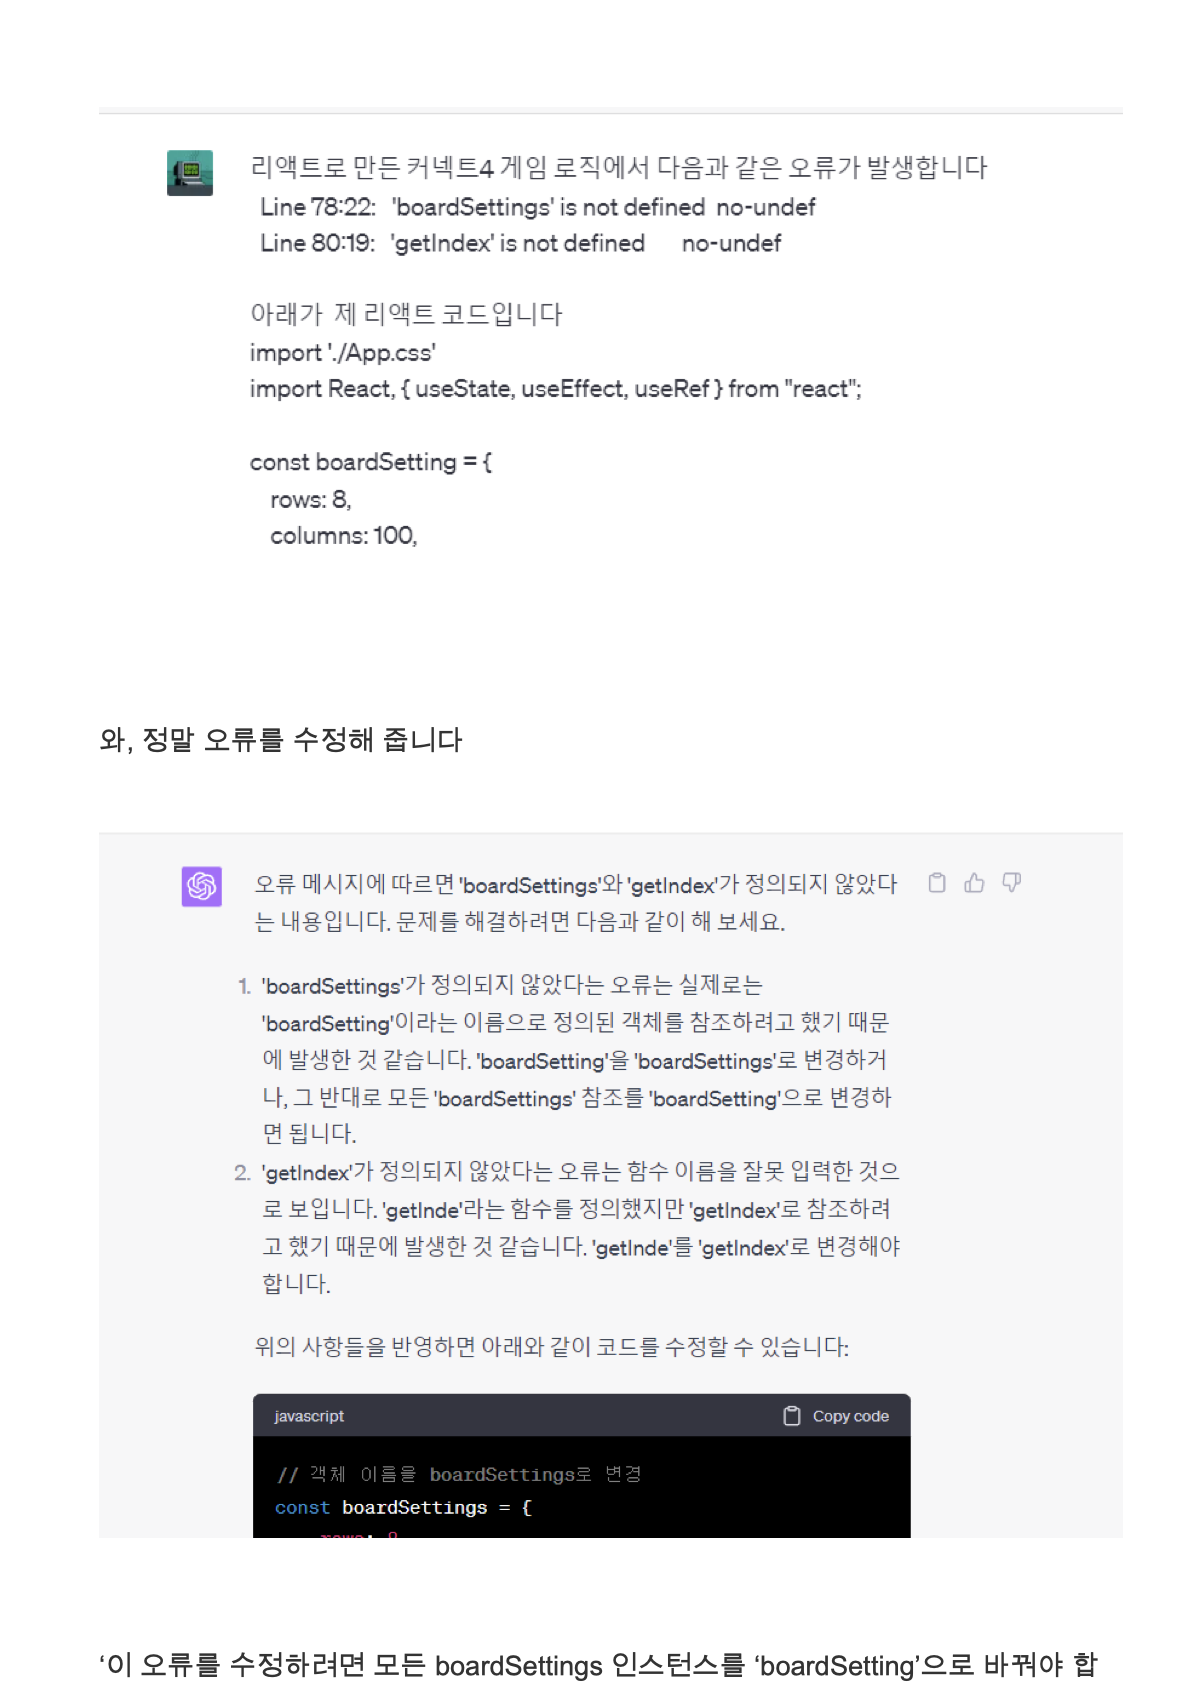 리액트로 만든 커넥트4 게임 로직에서 다음과 같은 오류가 발생합니다
Line 78:22: 'boardSettings' is not defined no-undef
Line 80:19: 'getIndex' is not defined no-undef
아래가 제 리액트 코드입니다
import './App.css'
import React, { useState, useEffect, useRef } from "react";
const boardSetting = {
rows: 8,
columns: 100,
와, 정말 오류를 수정해 줍니다
오류 메시지에 따르면 'boardSettings'와 'getIndex'가 정의되지 않았다
는 내용입니다. 문제를 해결하려면 다음과 같이 해 보세요.
1. 'boardSettings'가 정의되지 않았다는 오류는 실제로는
'boardSetting'이라는 이름으로 정의된 객체를 참조하려고 했기 때문
에 발생한 것 같습니다. 'boardSetting'을 'boardSettings'로 변경하거
나, 그 반대로 모든 'boardSettings' 참조를 'boardSetting'으로 변경하
면 됩니다.
2. 'getIndex'가 정의되지 않았다는 오류는 함수 이름을 잘못 입력한 것으
로 보입니다. 'getInde'라는 함수를 정의했지만 'getIndex'로 참조하려
고 했기 때문에 발생한 것 같습니다. 'getInde'를 'getIndex'로 변경해야
합니다.
위의 사항들을 반영하면 아래와 같이 코드를 수정할 수 있습니다:
javascript Copy code
// 객체 이름을 boardSettings로 변경
const boardSettings = {
rows: 8
‘이 오류를 수정하려면 모든 boardSettings 인스턴스를 ‘boardSetting’으로 바꿔야 합